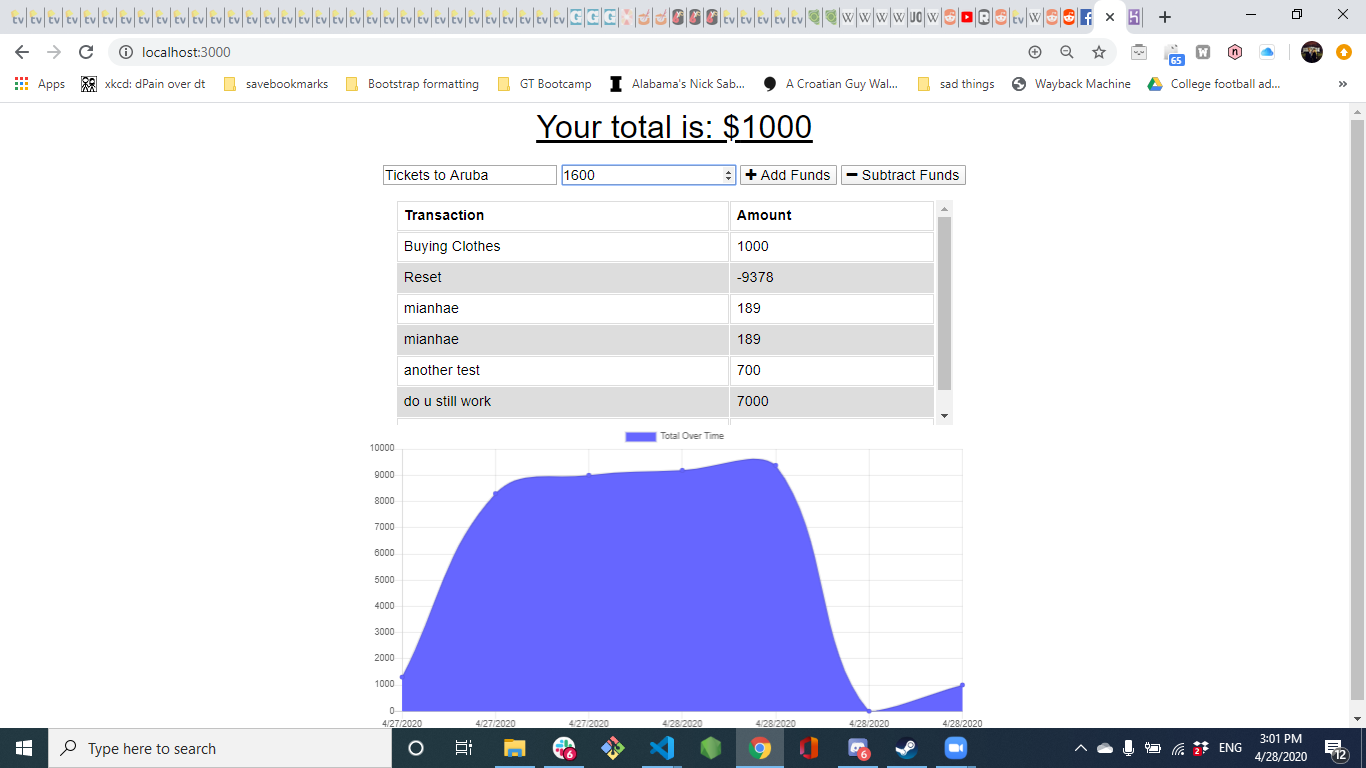 localhost:3000
Apps xkcd: dPain over dt savebookmarks Bootstrap formatting GT Bootcamp Alabama's Nick Sab... A Croatian Guy Wal... sad things Wayback Machine College football ad... »
65
Your total is: $1000
Tickets to Aruba 1600 Add Funds Subtract Funds
Transaction Amount
Buying Clothes 1000
Reset -9378
mianhae 189
mianhae 189
another test 700
do u still work 7000
Total Over Time
10000
9000
8000
7000
6000
5000
4000
3000
2000
1000
0
4/27/2020 4/27/2020 4/27/2020 4/28/2020 4/28/2020 4/28/2020 4/28/2020
Type here to search
6
6
2
ENG
3:01 PM
4/28/2020
12